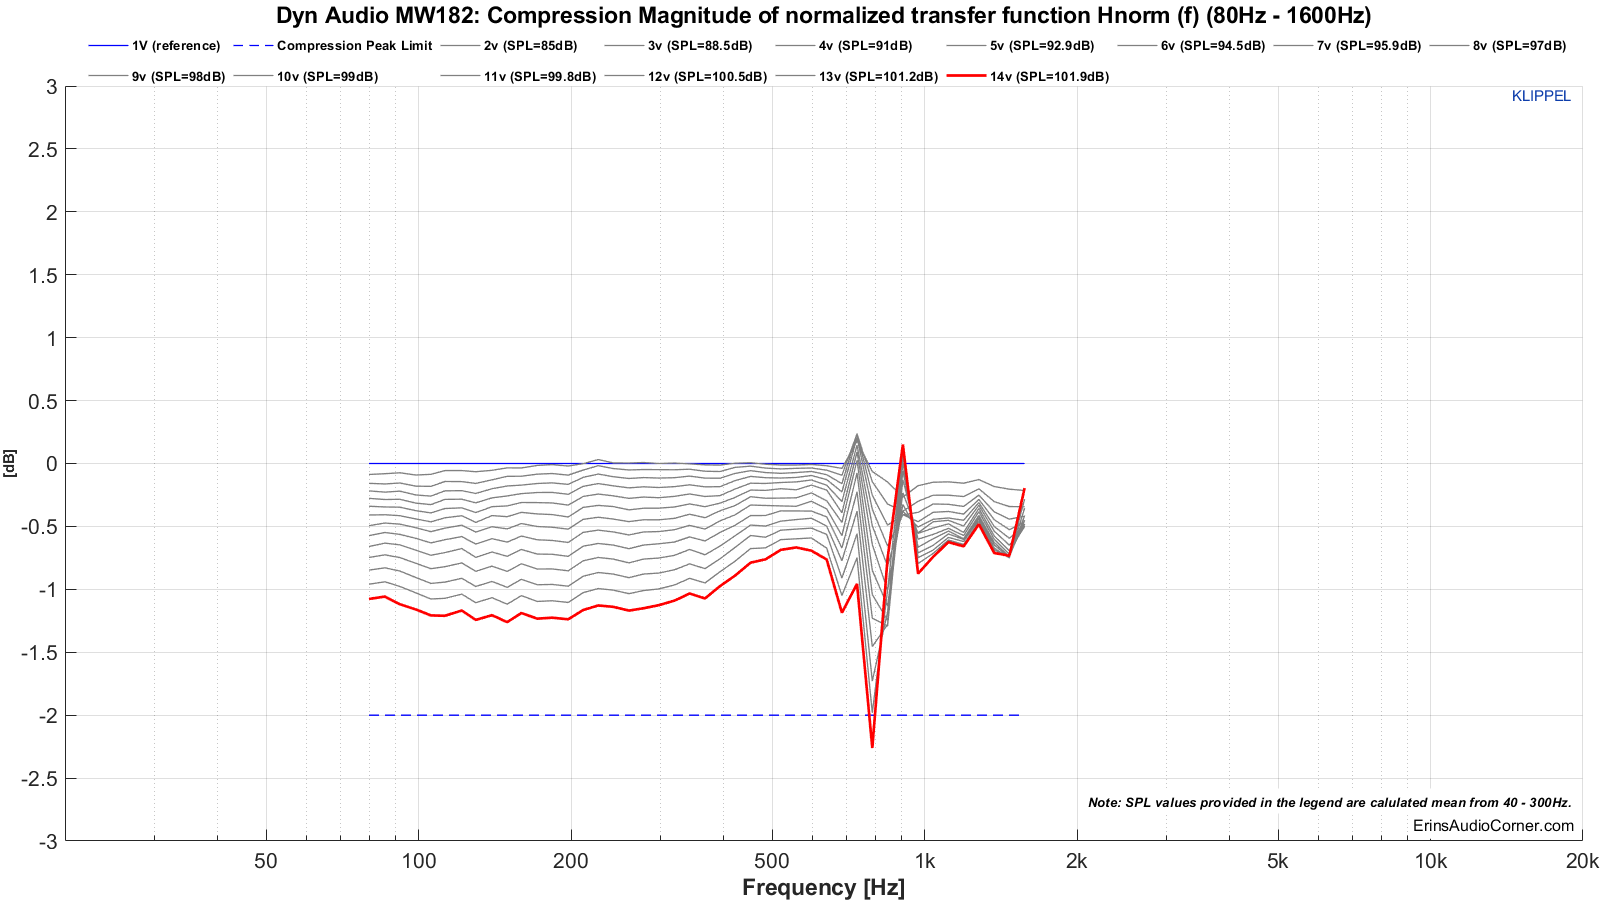 Dyn Audio MW182: Compression Magnitude of normalized transfer function Hnorm (f) (80Hz - 1600Hz)
1V (reference) Compression Peak Limit 2v (SPL=85dB) 3v (SPL=88.5dB) 4v (SPL=91dB) 5v (SPL=92.9dB) 6v (SPL=94.5dB) 7v (SPL=95.9dB) 8v (SPL=97dB)
9v (SPL=98dB) 10v (SPL=99dB) 11v (SPL=99.8dB) 12v (SPL=100.5dB) 13v (SPL=101.2dB) 14v (SPL=101.9dB)
KLIPPEL
3
2.5
2
1.5
1
0.5
0
-0.5
-1
-1.5
-2
-2.5
-3
[dB]
Note: SPL values provided in the legend are calulated mean from 40 - 300Hz.
ErinsAudioCorner.com
50 100 200 500 1k 2k 5k 10k 20k
Frequency [Hz]